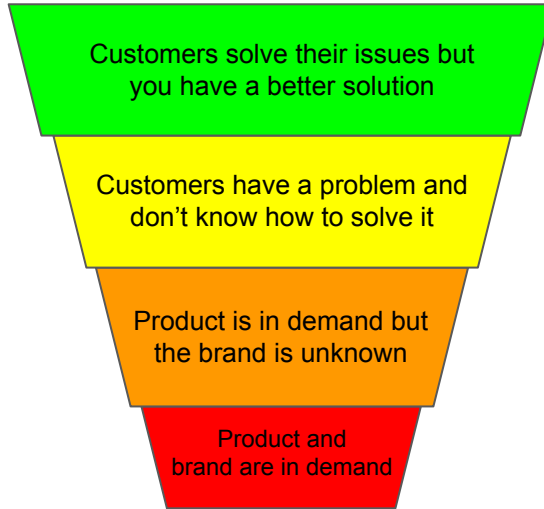 Customers solve their issues but
you have a better solution
Customers have a problem and
don’t know how to solve it
Product is in demand but
the brand is unknown
Product and
brand are in demand